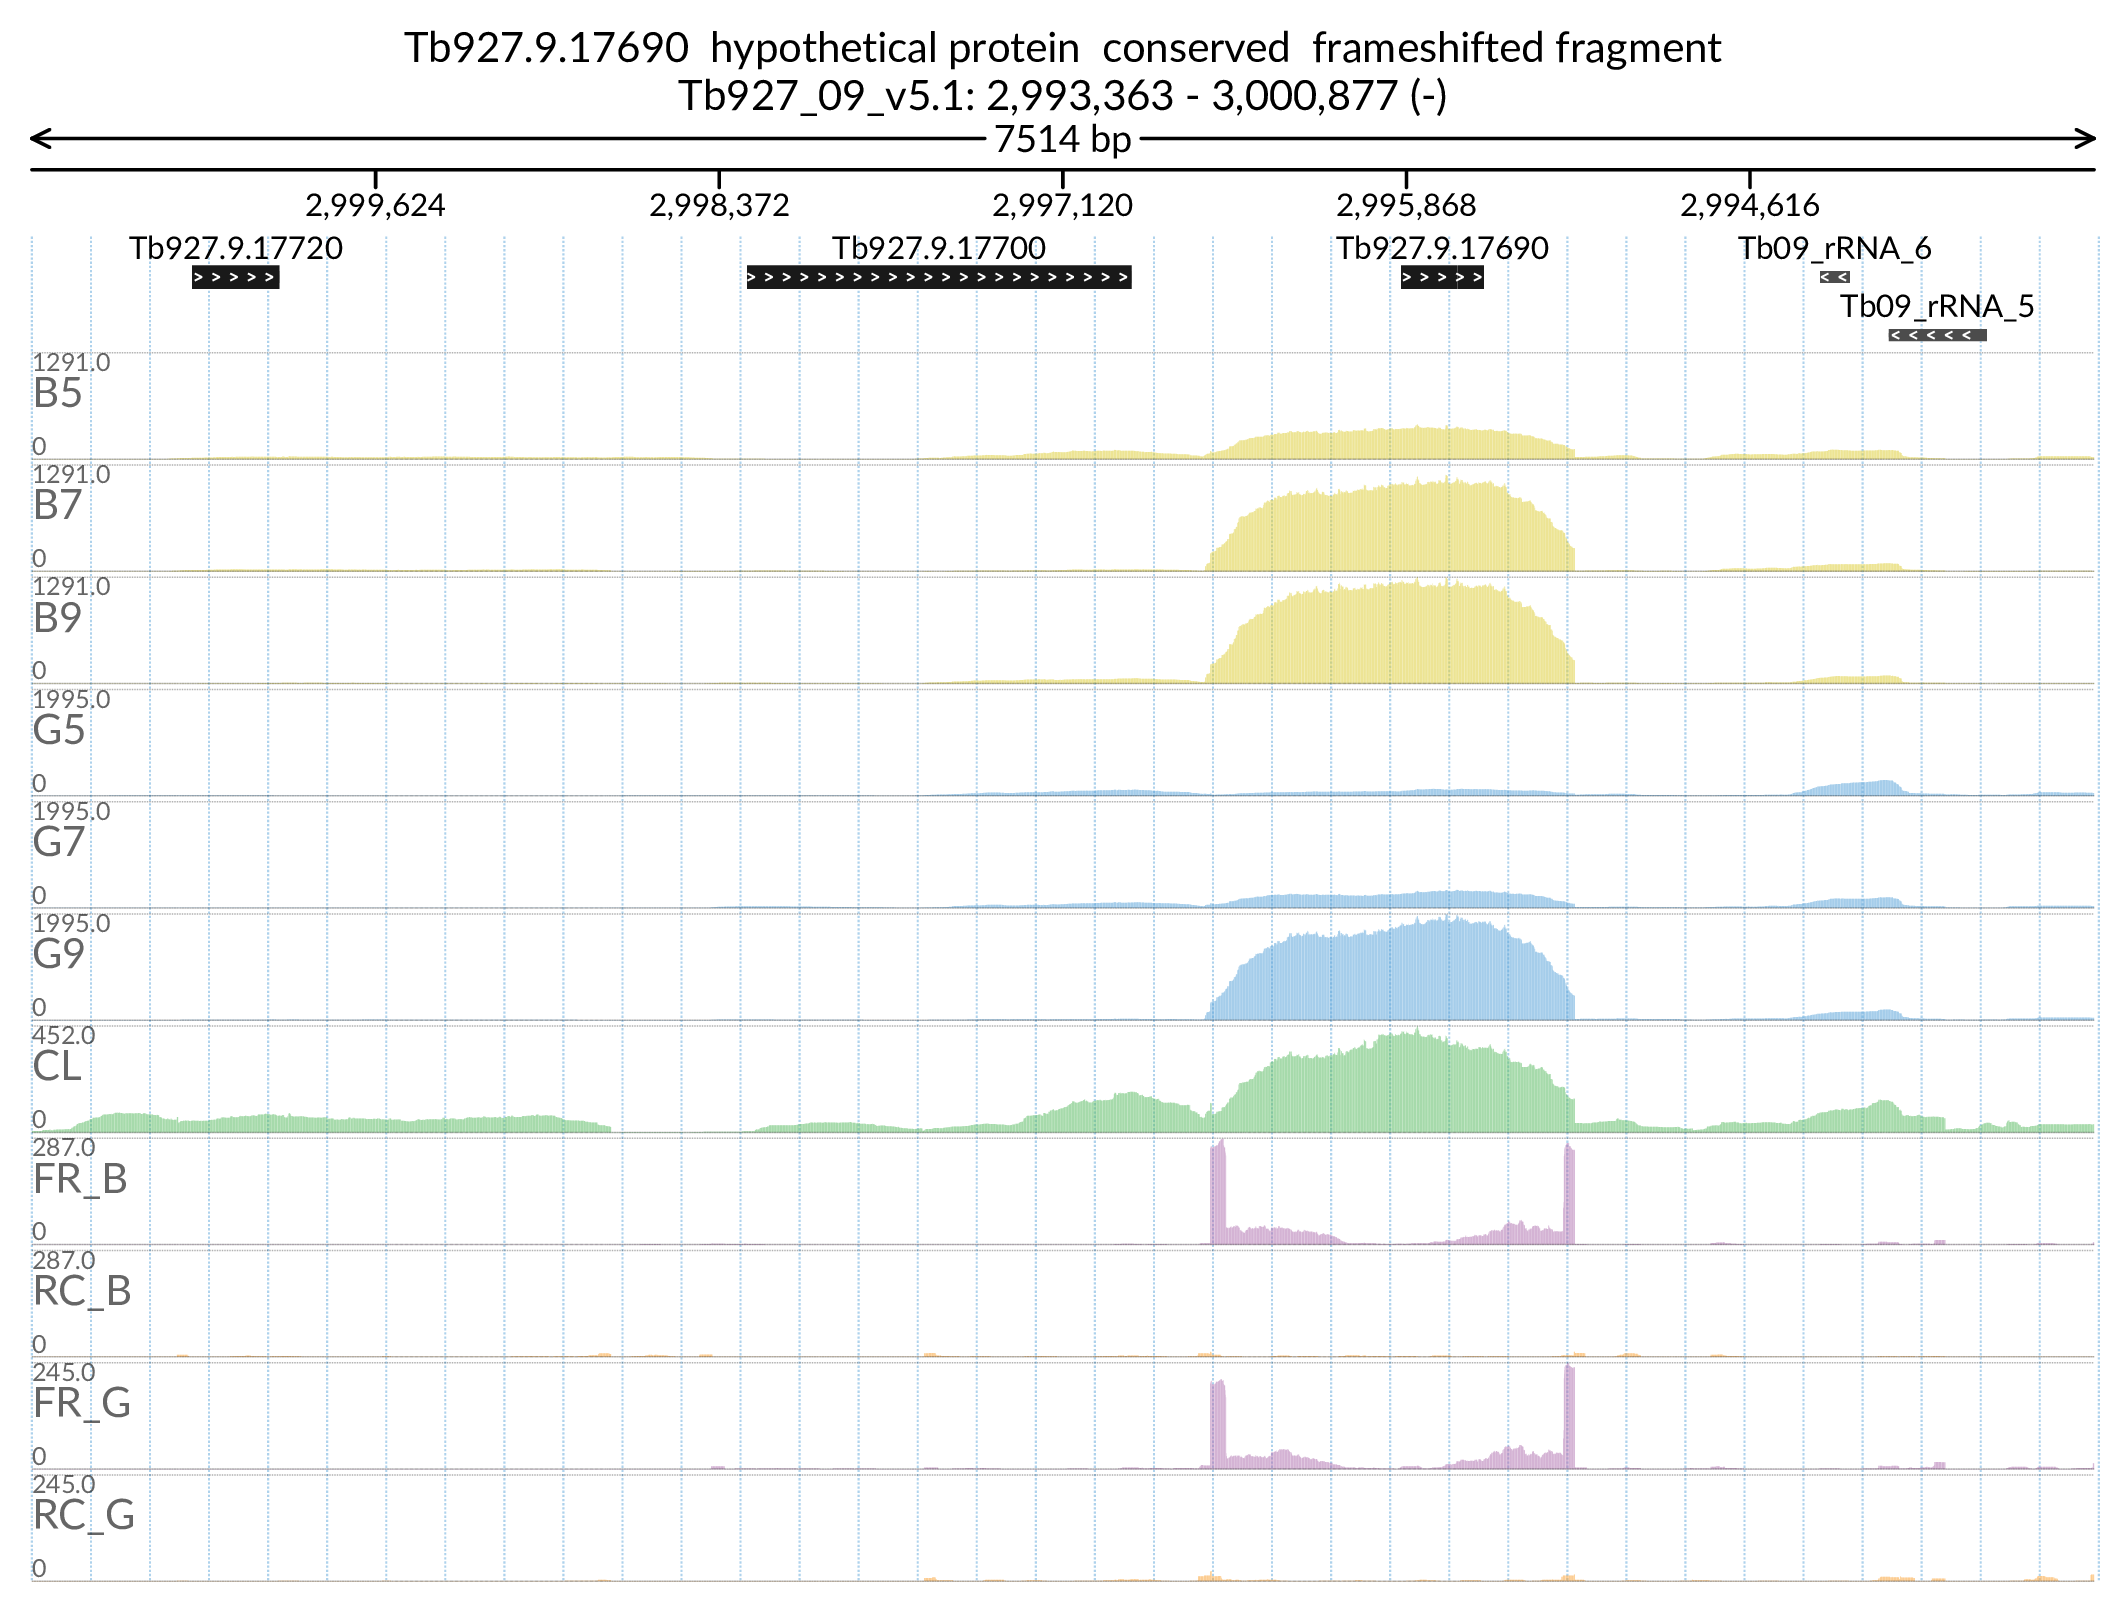 Tb927.9.17690 hypothetical protein conserved frameshifted fragment
Tb927_09_v5.1: 2,993,363 - 3,000,877 (-)
7514 bp
2,999,624 2,998,372 2,997,120 2,995,868 2,994,616
Tb927.9.17720 Tb927.9.17700 Tb927.9.17690 Tb09_rRNA_6
Tb09_rRNA_5
1291.0
B5
0
1291.0
B7
0
1291.0
B9
0
1995.0
G5
0
1995.0
G7
0
1995.0
G9
0
452.0
CL
0
287.0
FR_B
0
287.0
RC_B
0
245.0
FR_G
0
245.0
RC_G
0